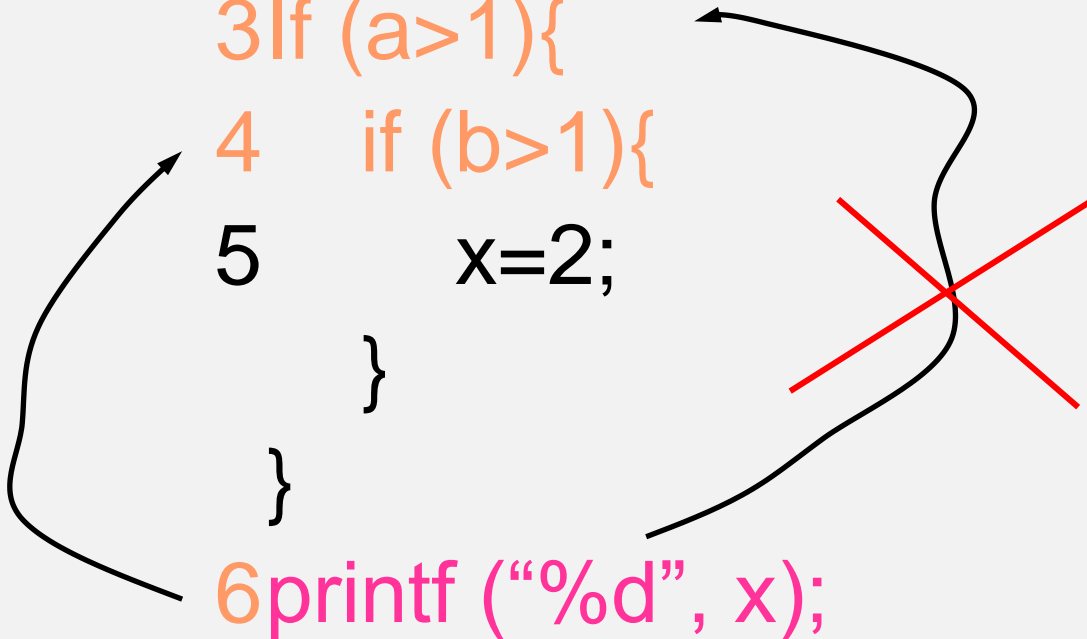 3If (a>1){
4 if (b>1){
5 x=2;
}
}
6printf (“%d”, x);